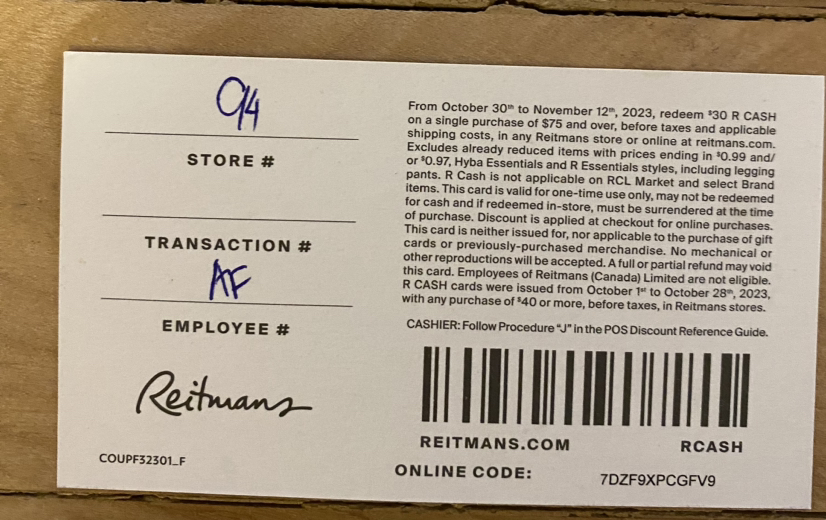 94
STORE #
TRANSACTION #
AF
EMPLOYEE #
Reitmans
COUPF32301_F
From October 30th to November 12th, 2023, redeem $30 R CASH
on a single purchase of $75 and over, before taxes and applicable
shipping costs, in any Reitmans store or online at reitmans.com.
Excludes already reduced items with prices ending in $0.99 and/
or $0.97, Hyba Essentials and R Essentials styles, including legging
pants. R Cash is not applicable on RCL Market and select Brand
items. This card is valid for one-time use only, may not be redeemed
for cash and if redeemed in-store, must be surrendered at the time
of purchase. Discount is applied at checkout for online purchases.
This card is neither issued for, nor applicable to the purchase of gift
cards or previously-purchased merchandise. No mechanical or
other reproductions will be accepted. A full or partial refund may void
this card. Employees of Reitmans (Canada) Limited are not eligible.
R CASH cards were issued from October 1st to October 28th, 2023,
with any purchase of $40 or more, before taxes, in Reitmans stores.
CASHIER: Follow Procedure "J" in the POS Discount Reference Guide.
REITMANS.COM RCASH
ONLINE CODE: 7DZF9XPCGFV9